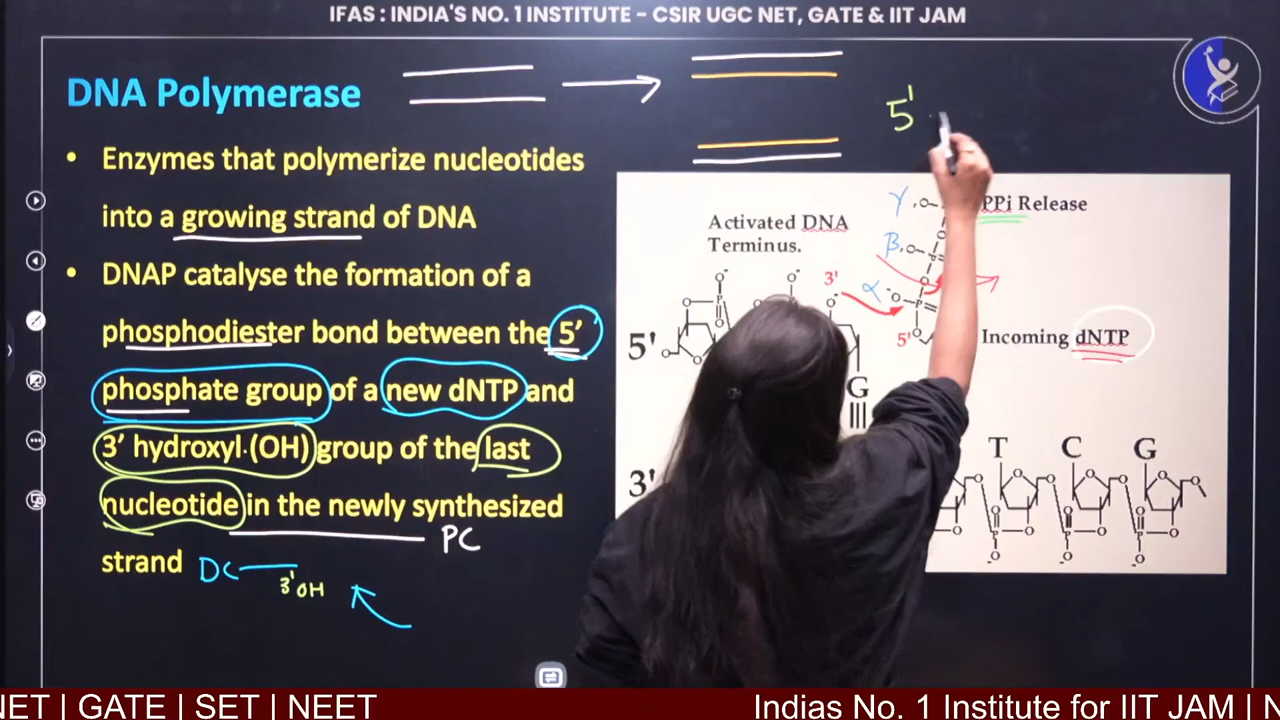 IFAS : INDIA'S NO. 1 INSTITUTE - CSIR UGC NET, GATE & IIT JAM
DNA Polymerase
• Enzymes that polymerize nucleotides
into a growing strand of DNA
• DNAP catalyse the formation of a
phosphodiester bond between the 5'
phosphate group of a new dNTP and
3' hydroxyl (OH) group of the last
nucleotide in the newly synthesized
PC
strand DC
3'OH
5'
Activated DNA
Terminus.
PPi Release
γ
β
α
3'
5'
5'
Incoming dNTP
G
3'
T C G
NET | GATE | SET | NEET
Indias No. 1 Institute for IIT JAM |